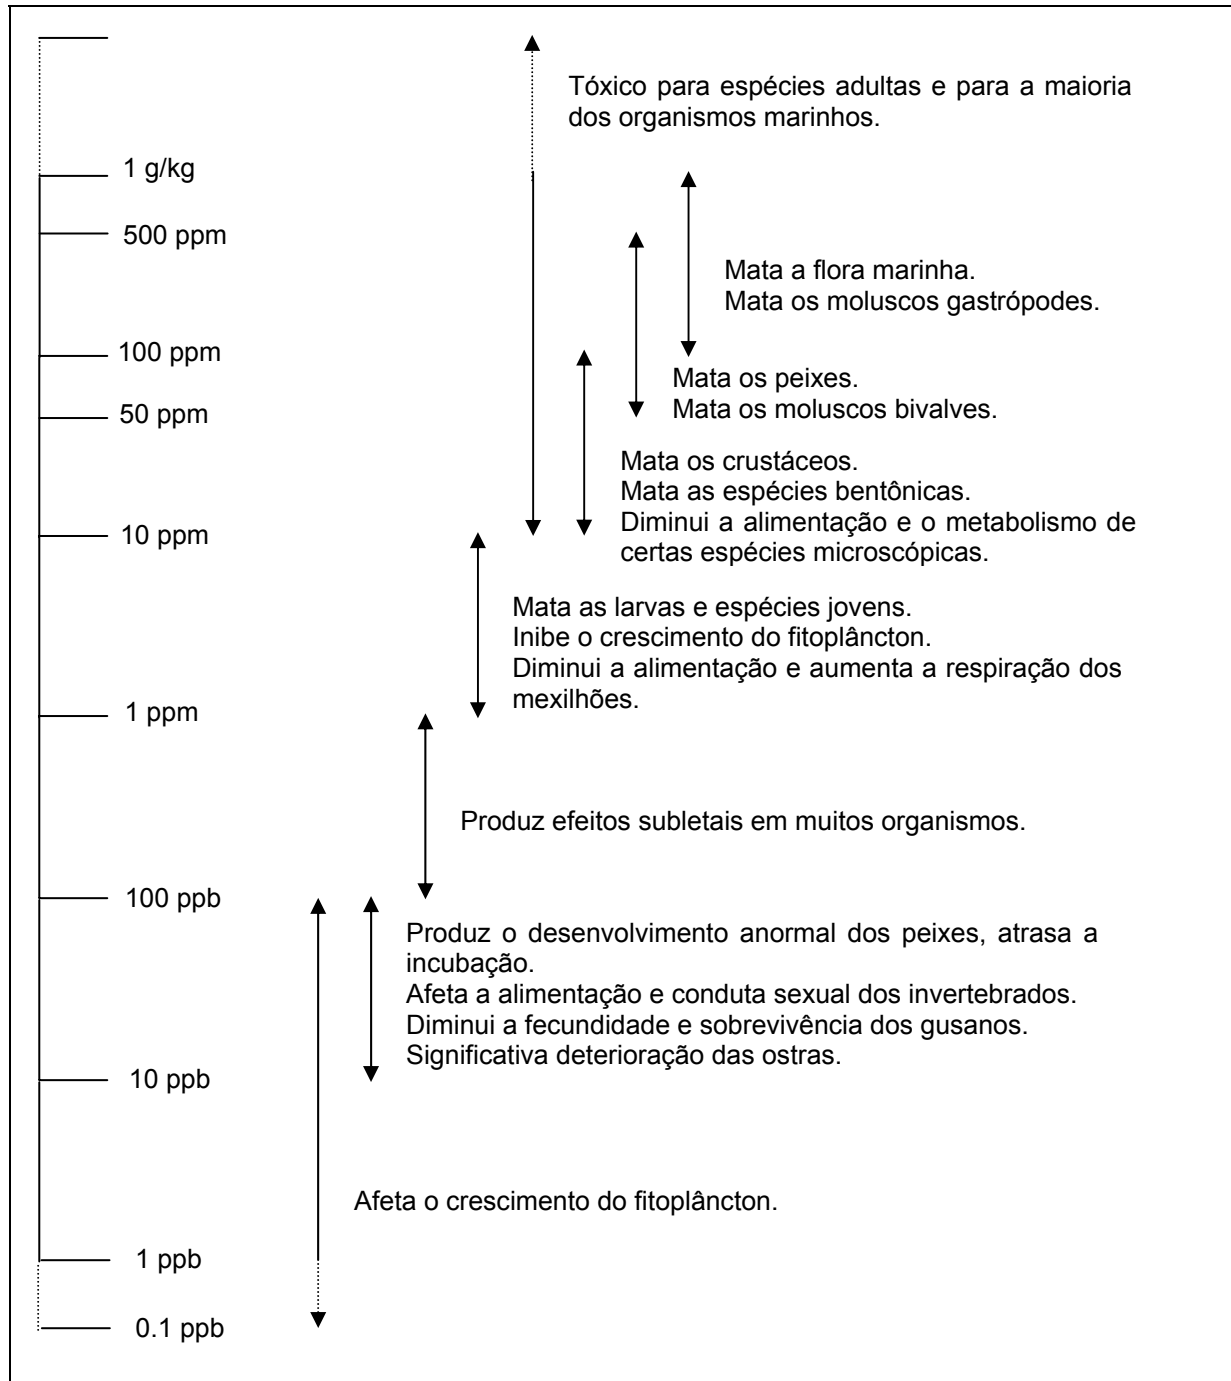 Tóxico para espécies adultas e para a maioria
dos organismos marinhos.
1 g/kg
500 ppm
Mata a flora marinha.
Mata os moluscos gastrópodes.
100 ppm
Mata os peixes.
50 ppm
Mata os moluscos bivalves.
Mata os crustáceos.
Mata as espécies bentônicas.
Diminui a alimentação e o metabolismo de
10 ppm
certas espécies microscópicas.
Mata as larvas e espécies jovens.
Inibe o crescimento do fitoplâncton.
Diminui a alimentação e aumenta a respiração dos
mexilhões.
1 ppm
Produz efeitos subletais em muitos organismos.
100 ppb
Produz o desenvolvimento anormal dos peixes, atrasa a
incubação.
Afeta a alimentação e conduta sexual dos invertebrados.
Diminui a fecundidade e sobrevivência dos gusanos.
Significativa deterioração das ostras.
10 ppb
Afeta o crescimento do fitoplâncton.
1 ppb
0.1 ppb